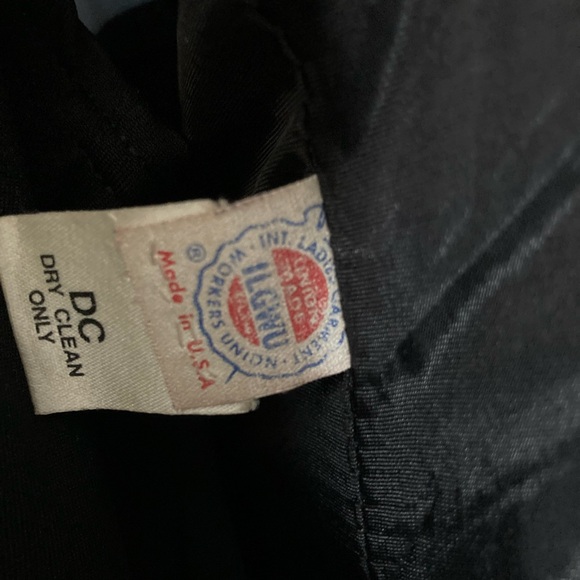 DC
DRY CLEAN
ONLY
INT. LADIES GARMENT
WORKERS UNION
UNION
MADE
ILGWU
®
Made in U.S.A